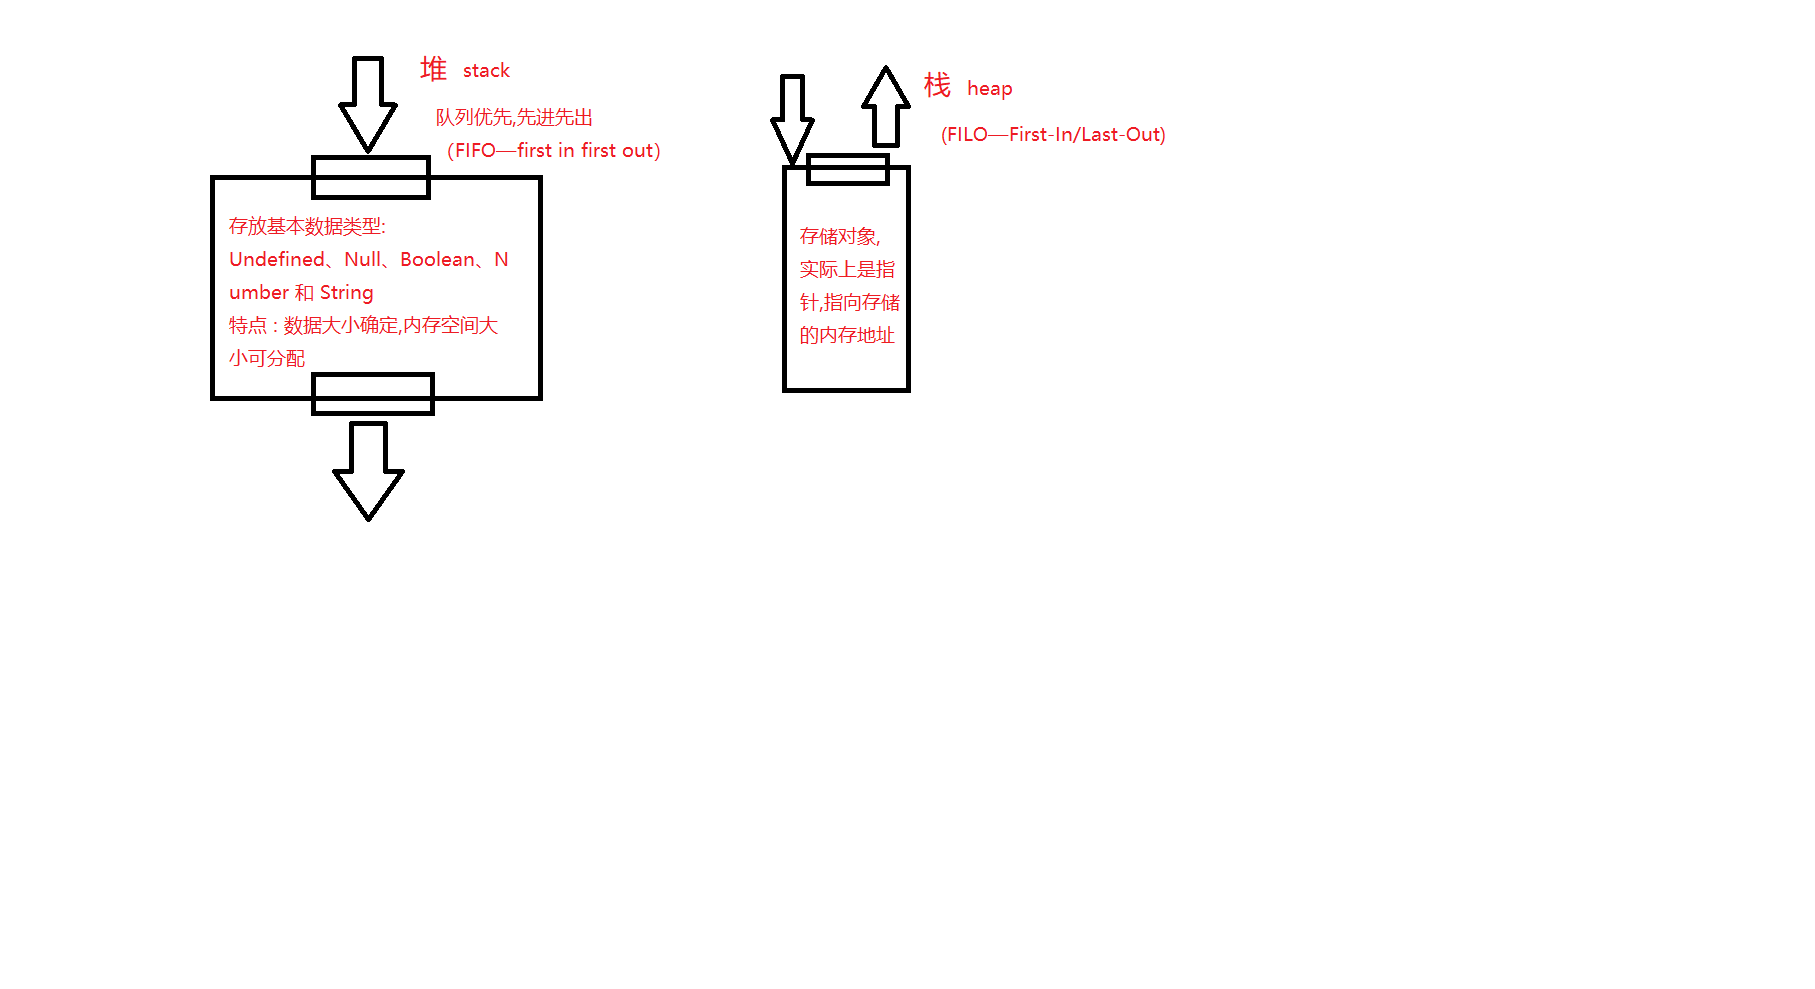 堆 stack
队列优先,先进先出
(FIFO—first in first out)
存放基本数据类型:
Undefined、Null、Boolean、N
umber 和 String
特点：数据大小确定,内存空间大
小可分配
栈 heap
(FILO—First-In/Last-Out)
存储对象,
实际上是指
针,指向存储
的内存地址